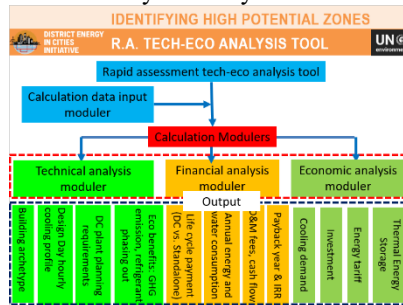 IDENTIFYING HIGH POTENTIAL ZONES
DISTRICT ENERGY
IN CITIES
INITIATIVE
R.A. TECH-ECO ANALYSIS TOOL
UN
environm
Rapid assessment tech-eco analysis tool
Calculation data input
moduler
Calculation Modulers
Technical analysis
moduler
Financial analysis
moduler
Economic analysis
moduler
Output
Building archetype
Design Day hourly
cooling profile
DC plant planning
requirements
Eco benefits: GHG
emission, refrigerant
phasing out
Life cycle payment
(DC vs. Standalone)
Annual energy and
water consumption
O&M fees, cash flow
Payback year & IRR
Cooling demand
Investment
Energy tariff
Thermal Energy
Storage